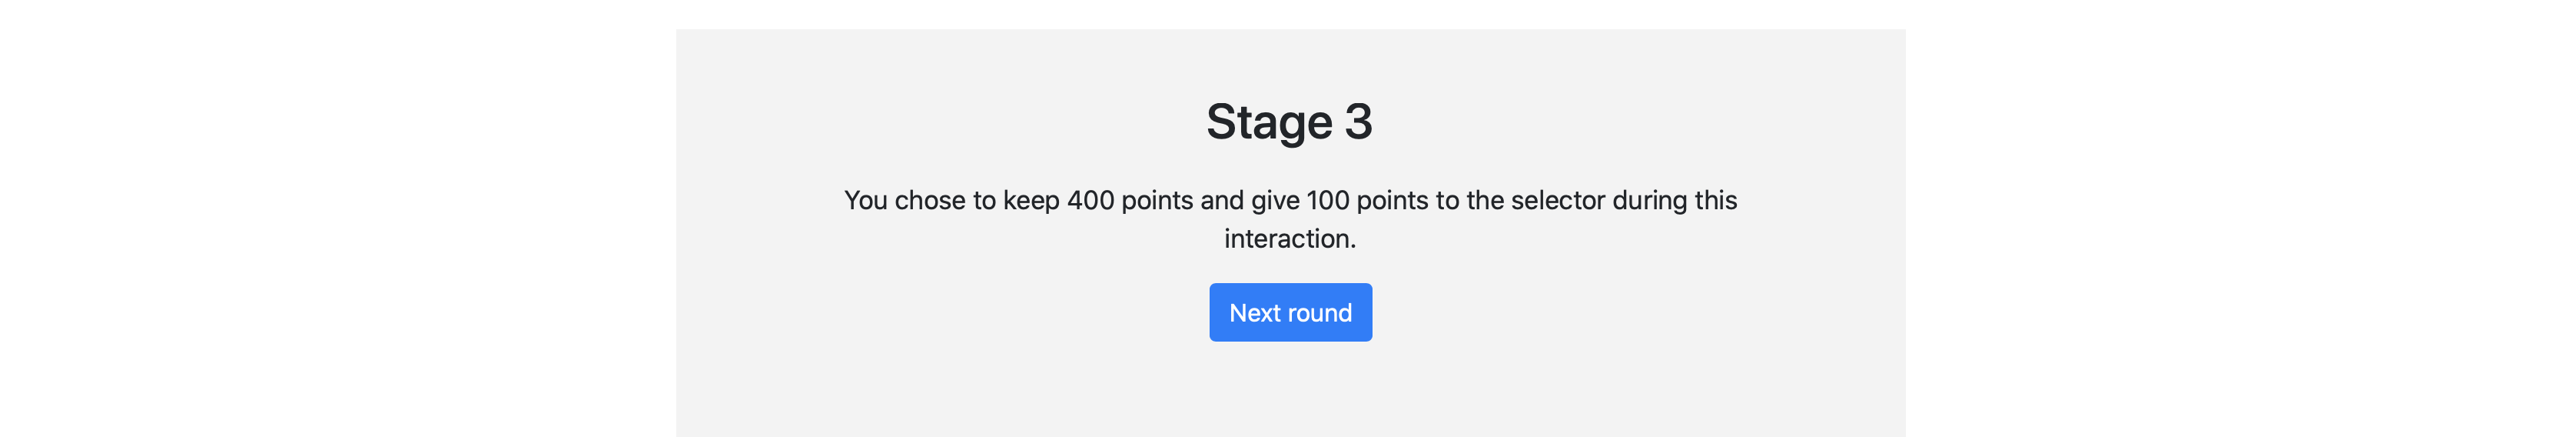 Stage 3
You chose to keep 400 points and give 100 points to the selector during this
interaction.
Next round